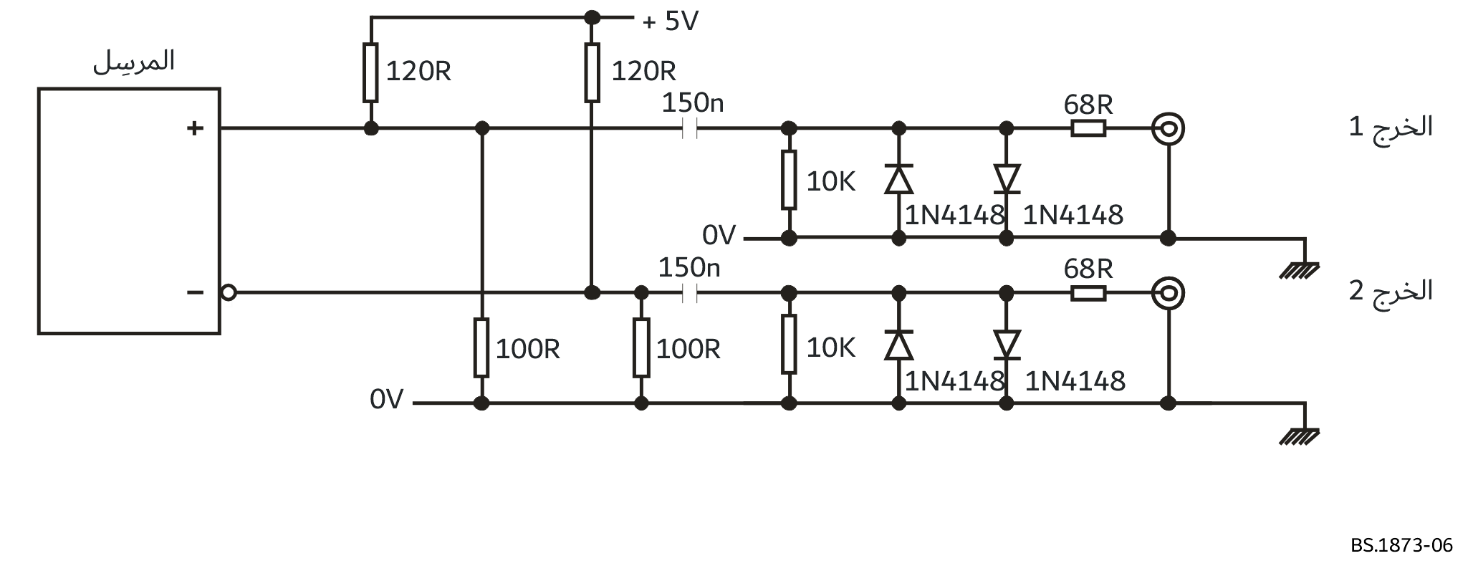 + 5V
المرسِل
120R
120R
150n
68R
الخرج 1
+
10K
1N4148
1N4148
0V
150n
68R
الخرج 2
−
100R
100R
10K
1N4148
1N4148
0V
BS.1873-06